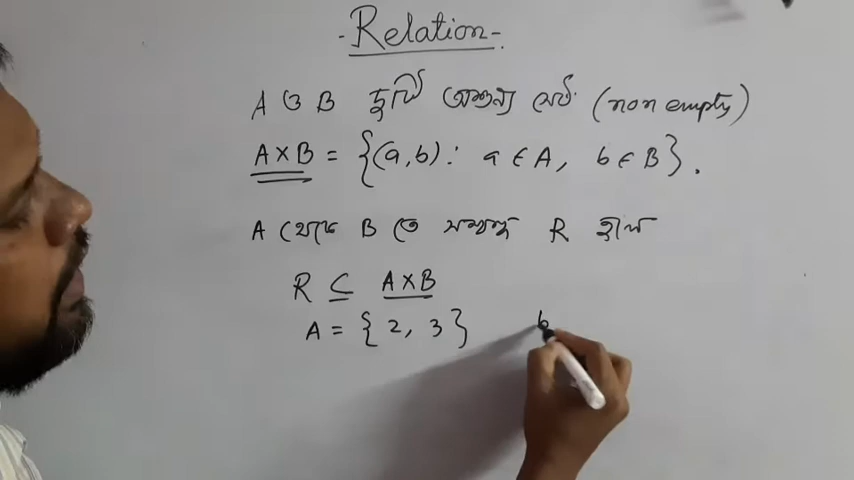 -Relation-
A ও B দুটি অশূন্য সেট (non empty)
A×B = {(a,b): a ∈ A, b ∈ B}.
A থেকে B তে সম্বন্ধ R হলে
R ⊆ A×B
A = {2, 3} b